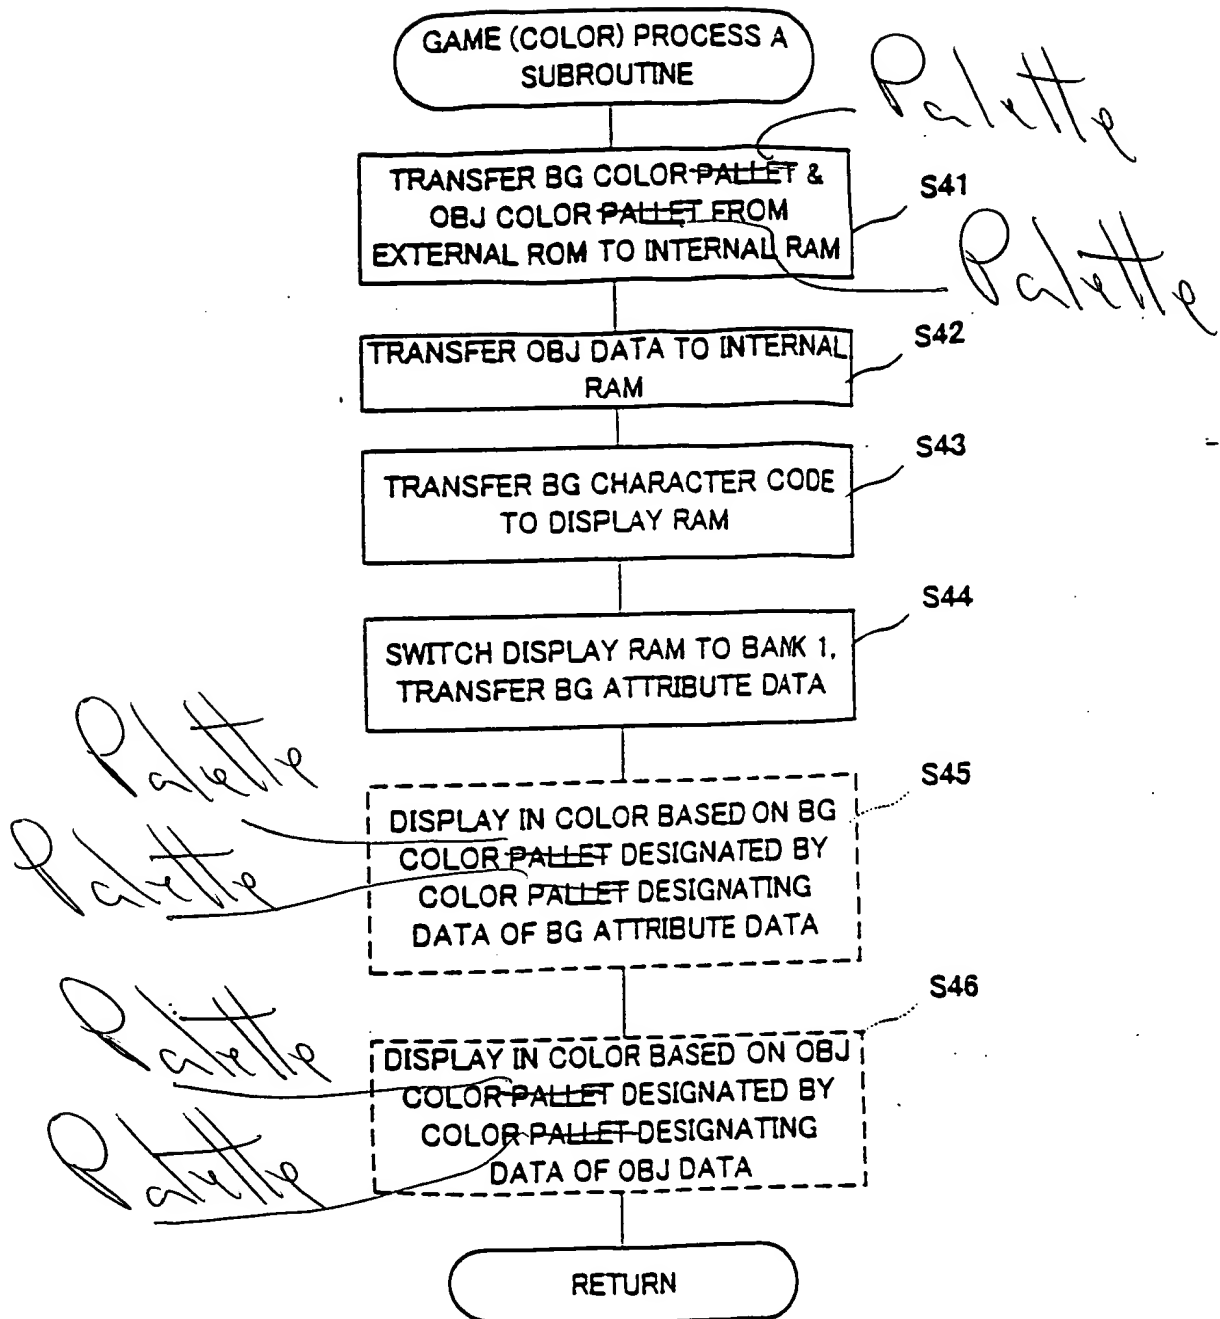 GAME (COLOR) PROCESS A
SUBROUTINE
Palette
TRANSFER BG COLOR PALLET &
OBJ COLOR PALLET FROM
EXTERNAL ROM TO INTERNAL RAM
S41
Palette
TRANSFER OBJ DATA TO INTERNAL
RAM
S42
TRANSFER BG CHARACTER CODE
TO DISPLAY RAM
S43
SWITCH DISPLAY RAM TO BANK 1,
TRANSFER BG ATTRIBUTE DATA
S44
Palette
Palette
DISPLAY IN COLOR BASED ON BG
COLOR PALLET DESIGNATED BY
COLOR PALLET DESIGNATING
DATA OF BG ATTRIBUTE DATA
S45
Palette
Palette
DISPLAY IN COLOR BASED ON OBJ
COLOR PALLET DESIGNATED BY
COLOR PALLET DESIGNATING
DATA OF OBJ DATA
S46
RETURN